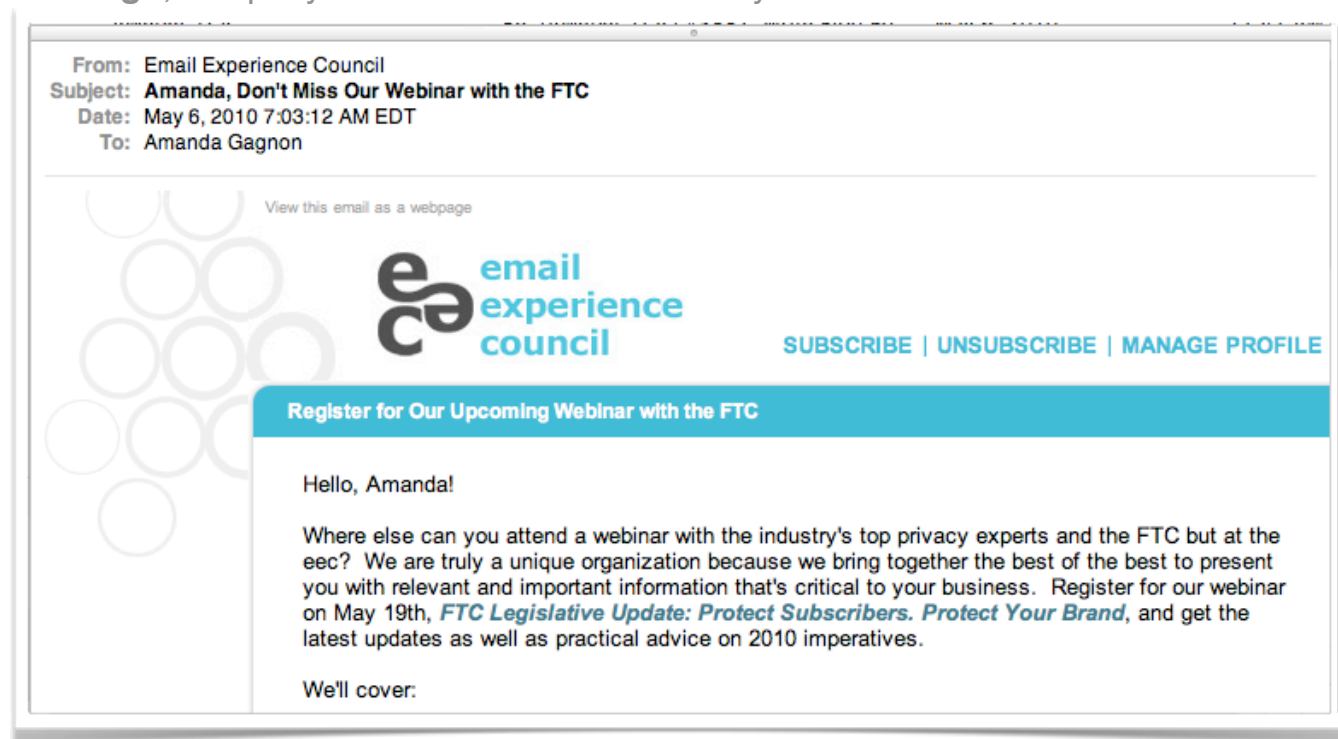 From: Email Experience Council
Subject: Amanda, Don't Miss Our Webinar with the FTC
Date: May 6, 2010 7:03:12 AM EDT
To: Amanda Gagnon
View this email as a webpage
eec
email
experience
council
SUBSCRIBE | UNSUBSCRIBE | MANAGE PROFILE
Register for Our Upcoming Webinar with the FTC
Hello, Amanda!
Where else can you attend a webinar with the industry's top privacy experts and the FTC but at the
eec?  We are truly a unique organization because we bring together the best of the best to present
you with relevant and important information that's critical to your business.  Register for our webinar
on May 19th, FTC Legislative Update: Protect Subscribers. Protect Your Brand, and get the
latest updates as well as practical advice on 2010 imperatives.
We'll cover: